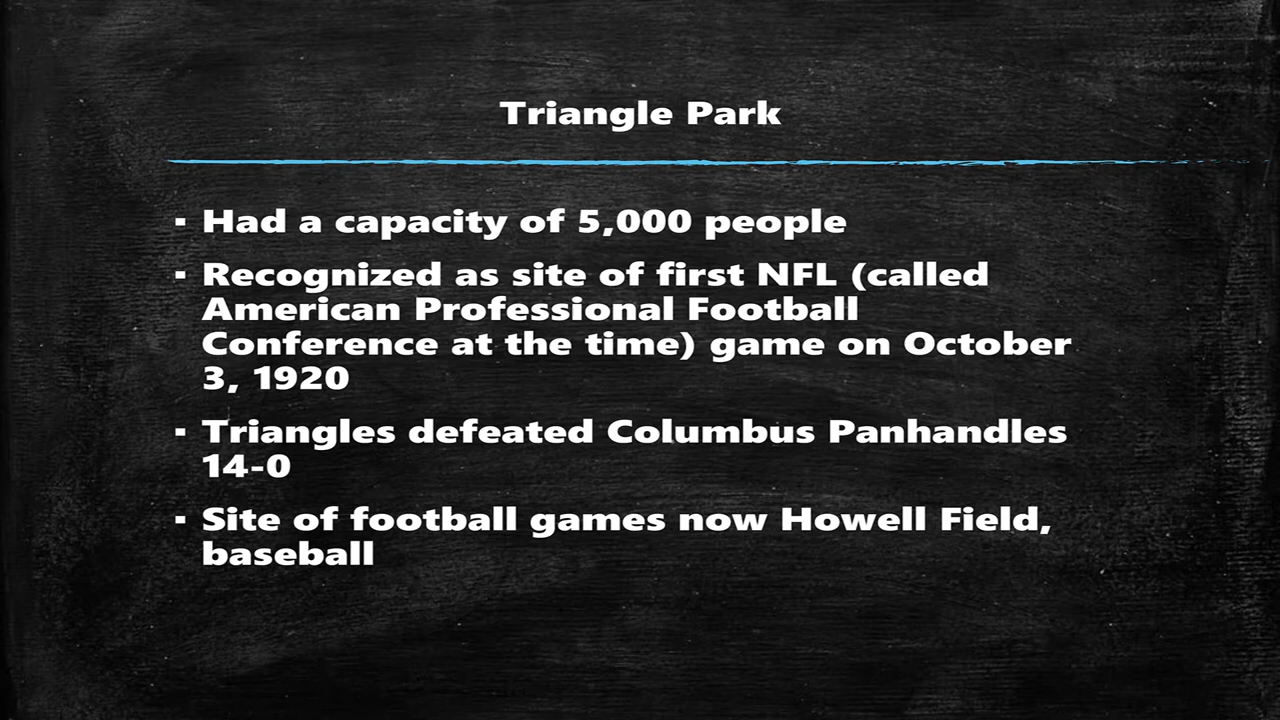 Triangle Park
▪ Had a capacity of 5,000 people
▪ Recognized as site of first NFL (called
American Professional Football
Conference at the time) game on October
3, 1920
▪ Triangles defeated Columbus Panhandles
14-0
▪ Site of football games now Howell Field,
baseball